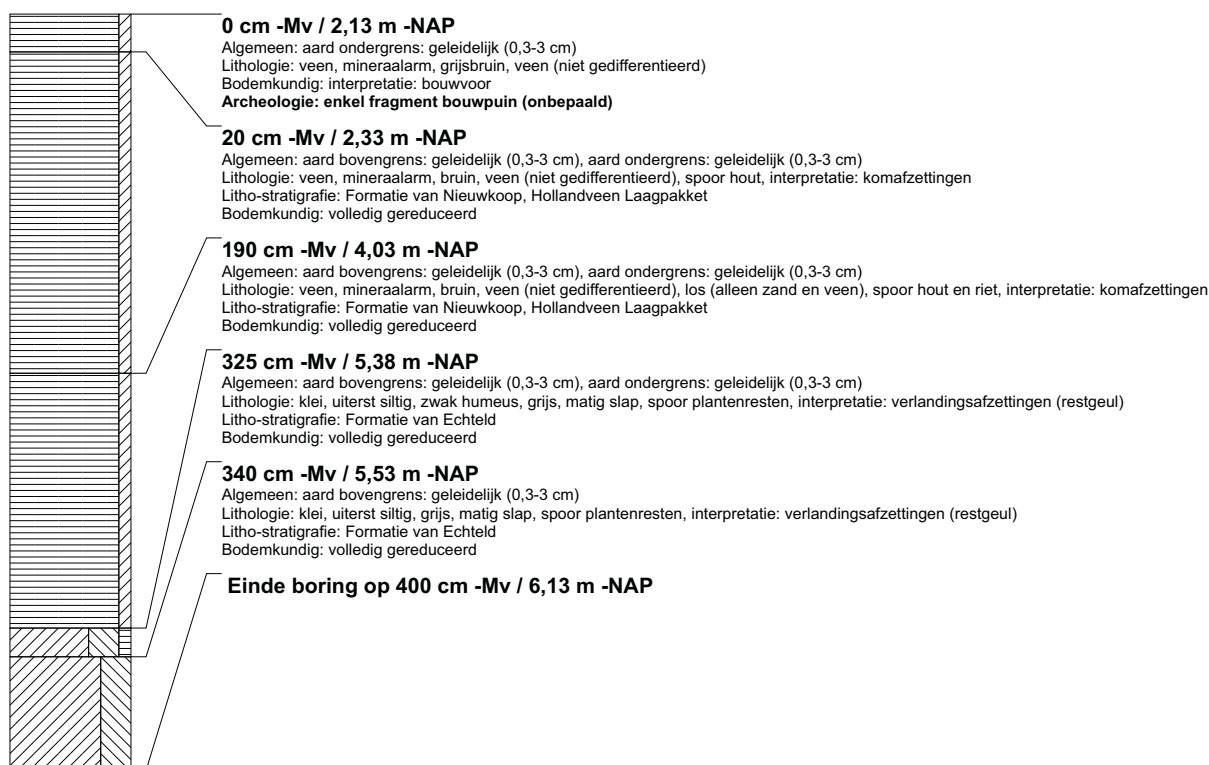 0 cm -Mv / 2,13 m -NAP
Algemeen: aard ondergrens: geleidelijk (0,3-3 cm)
Lithologie: veen, mineraalarm, grijsbruin, veen (niet gedifferentieerd)
Bodemkundig: interpretatie: bouwvoor
Archeologie: enkel fragment bouwpuin (onbepaald)
20 cm -Mv / 2,33 m -NAP
Algemeen: aard bovengrens: geleidelijk (0,3-3 cm), aard ondergrens: geleidelijk (0,3-3 cm)
Lithologie: veen, mineraalarm, bruin, veen (niet gedifferentieerd), spoor hout, interpretatie: komafzettingen
Litho-stratigrafie: Formatie van Nieuwkoop, Hollandveen Laagpakket
Bodemkundig: volledig gereduceerd
190 cm -Mv / 4,03 m -NAP
Algemeen: aard bovengrens: geleidelijk (0,3-3 cm), aard ondergrens: geleidelijk (0,3-3 cm)
Lithologie: veen, mineraalarm, bruin, veen (niet gedifferentieerd), los (alleen zand en veen), spoor hout en riet, interpretatie: komafzettingen
Litho-stratigrafie: Formatie van Nieuwkoop, Hollandveen Laagpakket
Bodemkundig: volledig gereduceerd
325 cm -Mv / 5,38 m -NAP
Algemeen: aard bovengrens: geleidelijk (0,3-3 cm), aard ondergrens: geleidelijk (0,3-3 cm)
Lithologie: klei, uiterst siltig, zwak humeus, grijs, matig slap, spoor plantenresten, interpretatie: verlandingsafzettingen (restgeul)
Litho-stratigrafie: Formatie van Echteld
Bodemkundig: volledig gereduceerd
340 cm -Mv / 5,53 m -NAP
Algemeen: aard bovengrens: geleidelijk (0,3-3 cm)
Lithologie: klei, uiterst siltig, grijs, matig slap, spoor plantenresten, interpretatie: verlandingsafzettingen (restgeul)
Litho-stratigrafie: Formatie van Echteld
Bodemkundig: volledig gereduceerd
Einde boring op 400 cm -Mv / 6,13 m -NAP